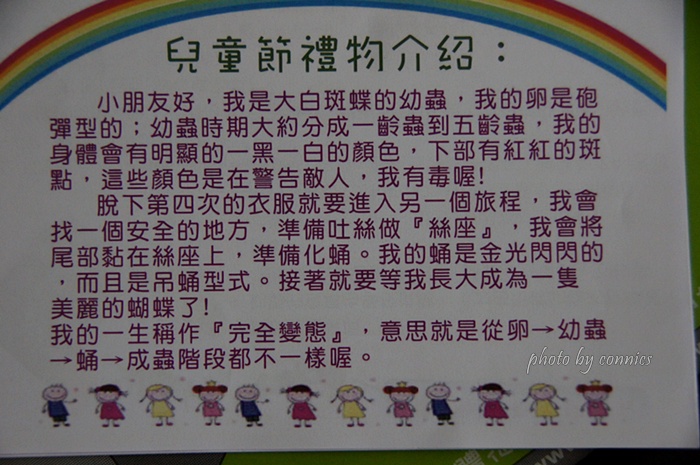 兒童節禮物介紹：
小朋友好，我是大白斑蝶的幼蟲，我的卵是砲
彈型的；幼蟲時期大約分成一齡蟲到五齡蟲，我的
身體會有明顯的一黑一白的顏色，下部有紅紅的斑
點，這些顏色是在警告敵人，我有毒喔!
脫下第四次的衣服就要進入另一個旅程，我會
找一個安全的地方，準備吐絲做『絲座』，我會將
尾部黏在絲座上，準備化蛹。我的蛹是金光閃閃的
，而且是吊蛹型式。接著就要等我長大成為一隻
美麗的蝴蝶了!
我的一生稱作『完全變態』，意思就是從卵→幼蟲
→蛹→成蟲階段都不一樣喔。
photo by connics